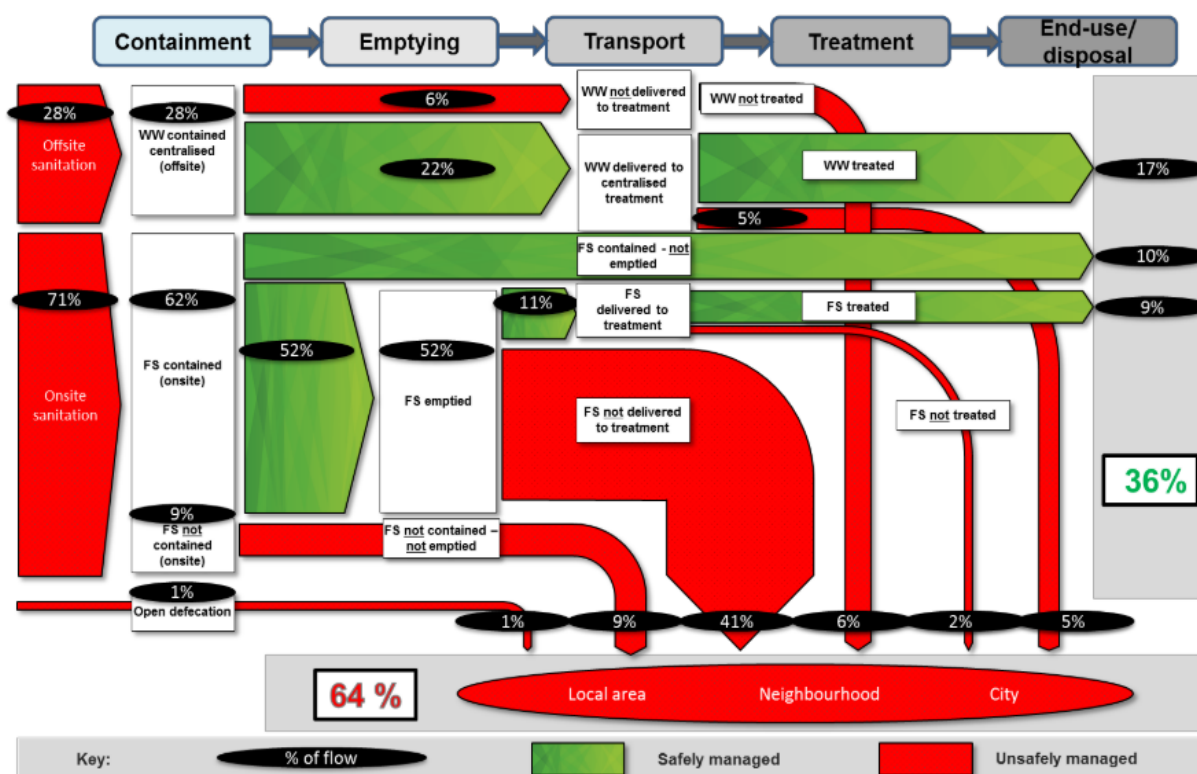 Containment
Emptying
Transport
Treatment
End-use/
disposal
28%
Offsite
sanitation
28%
WW contained
centralised
(offsite)
6%
22%
WW not delivered
to treatment
WW delivered to
centralised
treatment
WW not treated
WW treated
5%
17%
71%
Onsite
sanitation
62%
FS contained
(onsite)
FS contained - not
emptied
10%
52%
52%
FS emptied
11%
FS
delivered to
treatment
FS treated
9%
FS not delivered
to treatment
FS not treated
36%
9%
FS not
contained
(onsite)
FS not contained –
not emptied
1%
Open defecation
1%
9%
41%
6%
2%
5%
64 %
Local area
Neighbourhood
City
Key:
% of flow
Safely managed
Unsafely managed